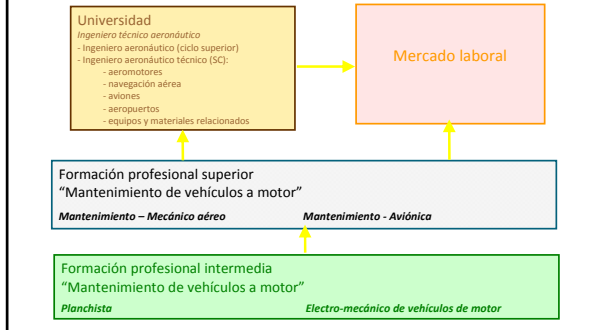 Universidad
Ingeniero técnico aeronáutico
- Ingeniero aeronáutico (ciclo superior)
- Ingeniero aeronáutico técnico (SC):
- aeromotores
- navegación aérea
- aviones
- aeropuertos
- equipos y materiales relacionados
Mercado laboral
Formación profesional superior
“Mantenimiento de vehículos a motor”
Mantenimiento – Mecánico aéreo Mantenimiento - Aviónica
Formación profesional intermedia
“Mantenimiento de vehículos a motor”
Planchista Electro-mecánico de vehículos de motor